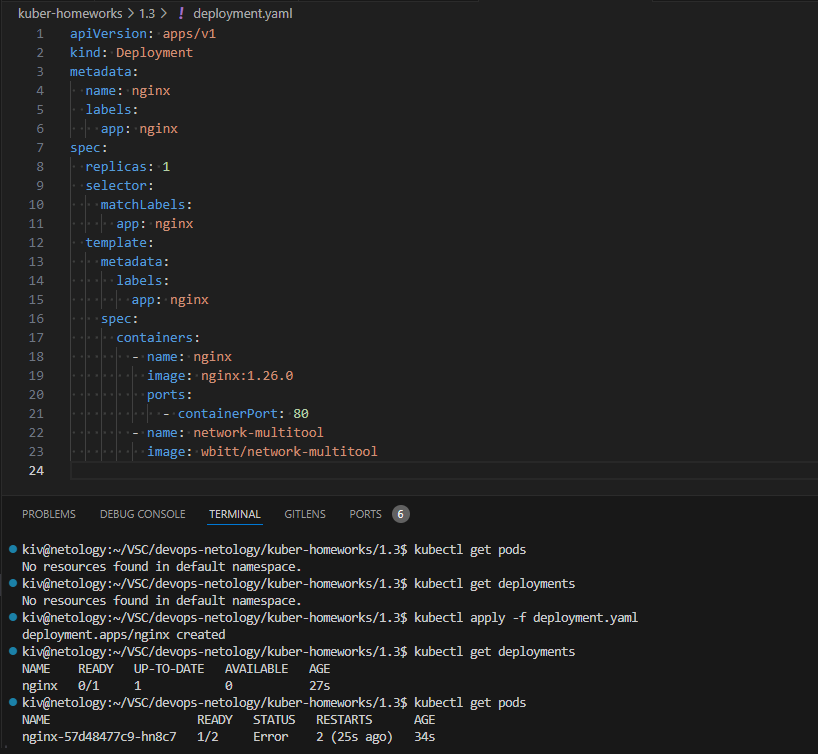 kuber-homeworks > 1.3 > ! deployment.yaml
1 apiVersion: apps/v1
2 kind: Deployment
3 metadata:
4   name: nginx
5   labels:
6     app: nginx
7 spec:
8   replicas: 1
9   selector:
10     matchLabels:
11       app: nginx
12   template:
13     metadata:
14       labels:
15         app: nginx
16     spec:
17       containers:
18         - name: nginx
19           image: nginx:1.26.0
20           ports:
21             - containerPort: 80
22         - name: network-multitool
23           image: wbitt/network-multitool
24
PROBLEMS DEBUG CONSOLE TERMINAL GITLENS PORTS 6
kiv@netology:~/VSC/devops-netology/kuber-homeworks/1.3$ kubectl get pods
No resources found in default namespace.
kiv@netology:~/VSC/devops-netology/kuber-homeworks/1.3$ kubectl get deployments
No resources found in default namespace.
kiv@netology:~/VSC/devops-netology/kuber-homeworks/1.3$ kubectl apply -f deployment.yaml
deployment.apps/nginx created
kiv@netology:~/VSC/devops-netology/kuber-homeworks/1.3$ kubectl get deployments
NAME READY UP-TO-DATE AVAILABLE AGE
nginx 0/1 1 0 27s
kiv@netology:~/VSC/devops-netology/kuber-homeworks/1.3$ kubectl get pods
NAME READY STATUS RESTARTS AGE
nginx-57d48477c9-hn8c7 1/2 Error 2 (25s ago) 34s